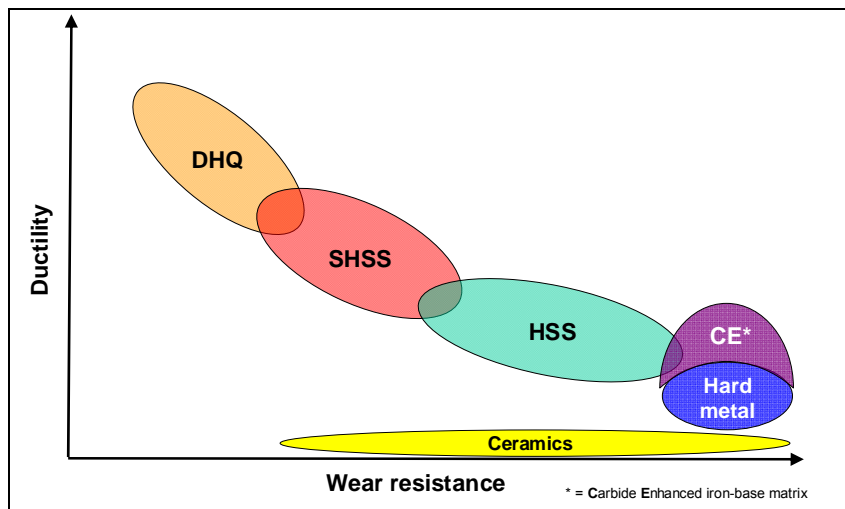 Ductility
DHQ
SHSS
HSS
CE*
Hard
metal
Ceramics
Wear resistance
* = Carbide Enhanced iron-base matrix